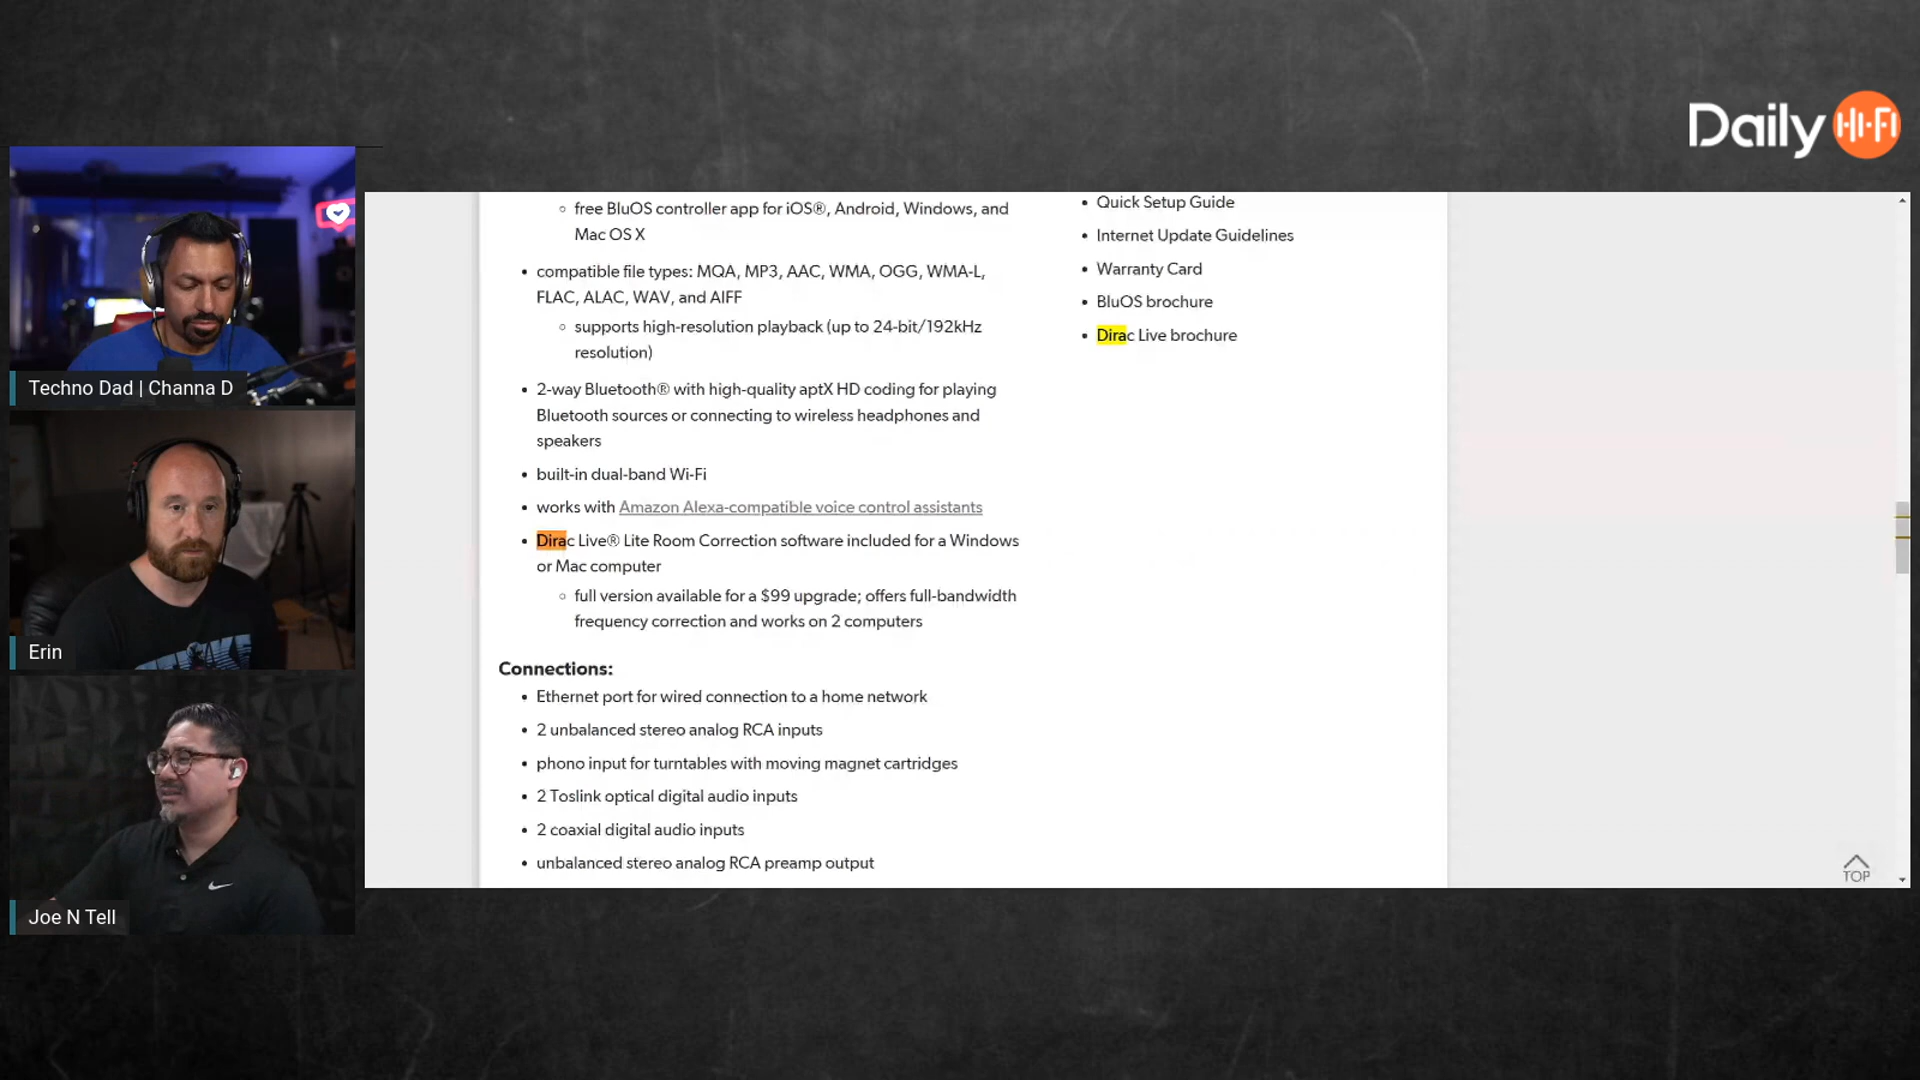 Daily HI-FI
Techno Dad | Channa D
Erin
Joe N Tell
free BluOS controller app for iOS®, Android, Windows, and
Mac OS X
compatible file types: MQA, MP3, AAC, WMA, OGG, WMA-L,
FLAC, ALAC, WAV, and AIFF
supports high-resolution playback (up to 24-bit/192kHz
resolution)
2-way Bluetooth® with high-quality aptX HD coding for playing
Bluetooth sources or connecting to wireless headphones and
speakers
built-in dual-band Wi-Fi
works with Amazon Alexa-compatible voice control assistants
Dirac Live® Lite Room Correction software included for a Windows
or Mac computer
full version available for a $99 upgrade; offers full-bandwidth
frequency correction and works on 2 computers
Connections:
Ethernet port for wired connection to a home network
2 unbalanced stereo analog RCA inputs
phono input for turntables with moving magnet cartridges
2 Toslink optical digital audio inputs
2 coaxial digital audio inputs
unbalanced stereo analog RCA preamp output
Quick Setup Guide
Internet Update Guidelines
Warranty Card
BluOS brochure
Dirac Live brochure
TOP